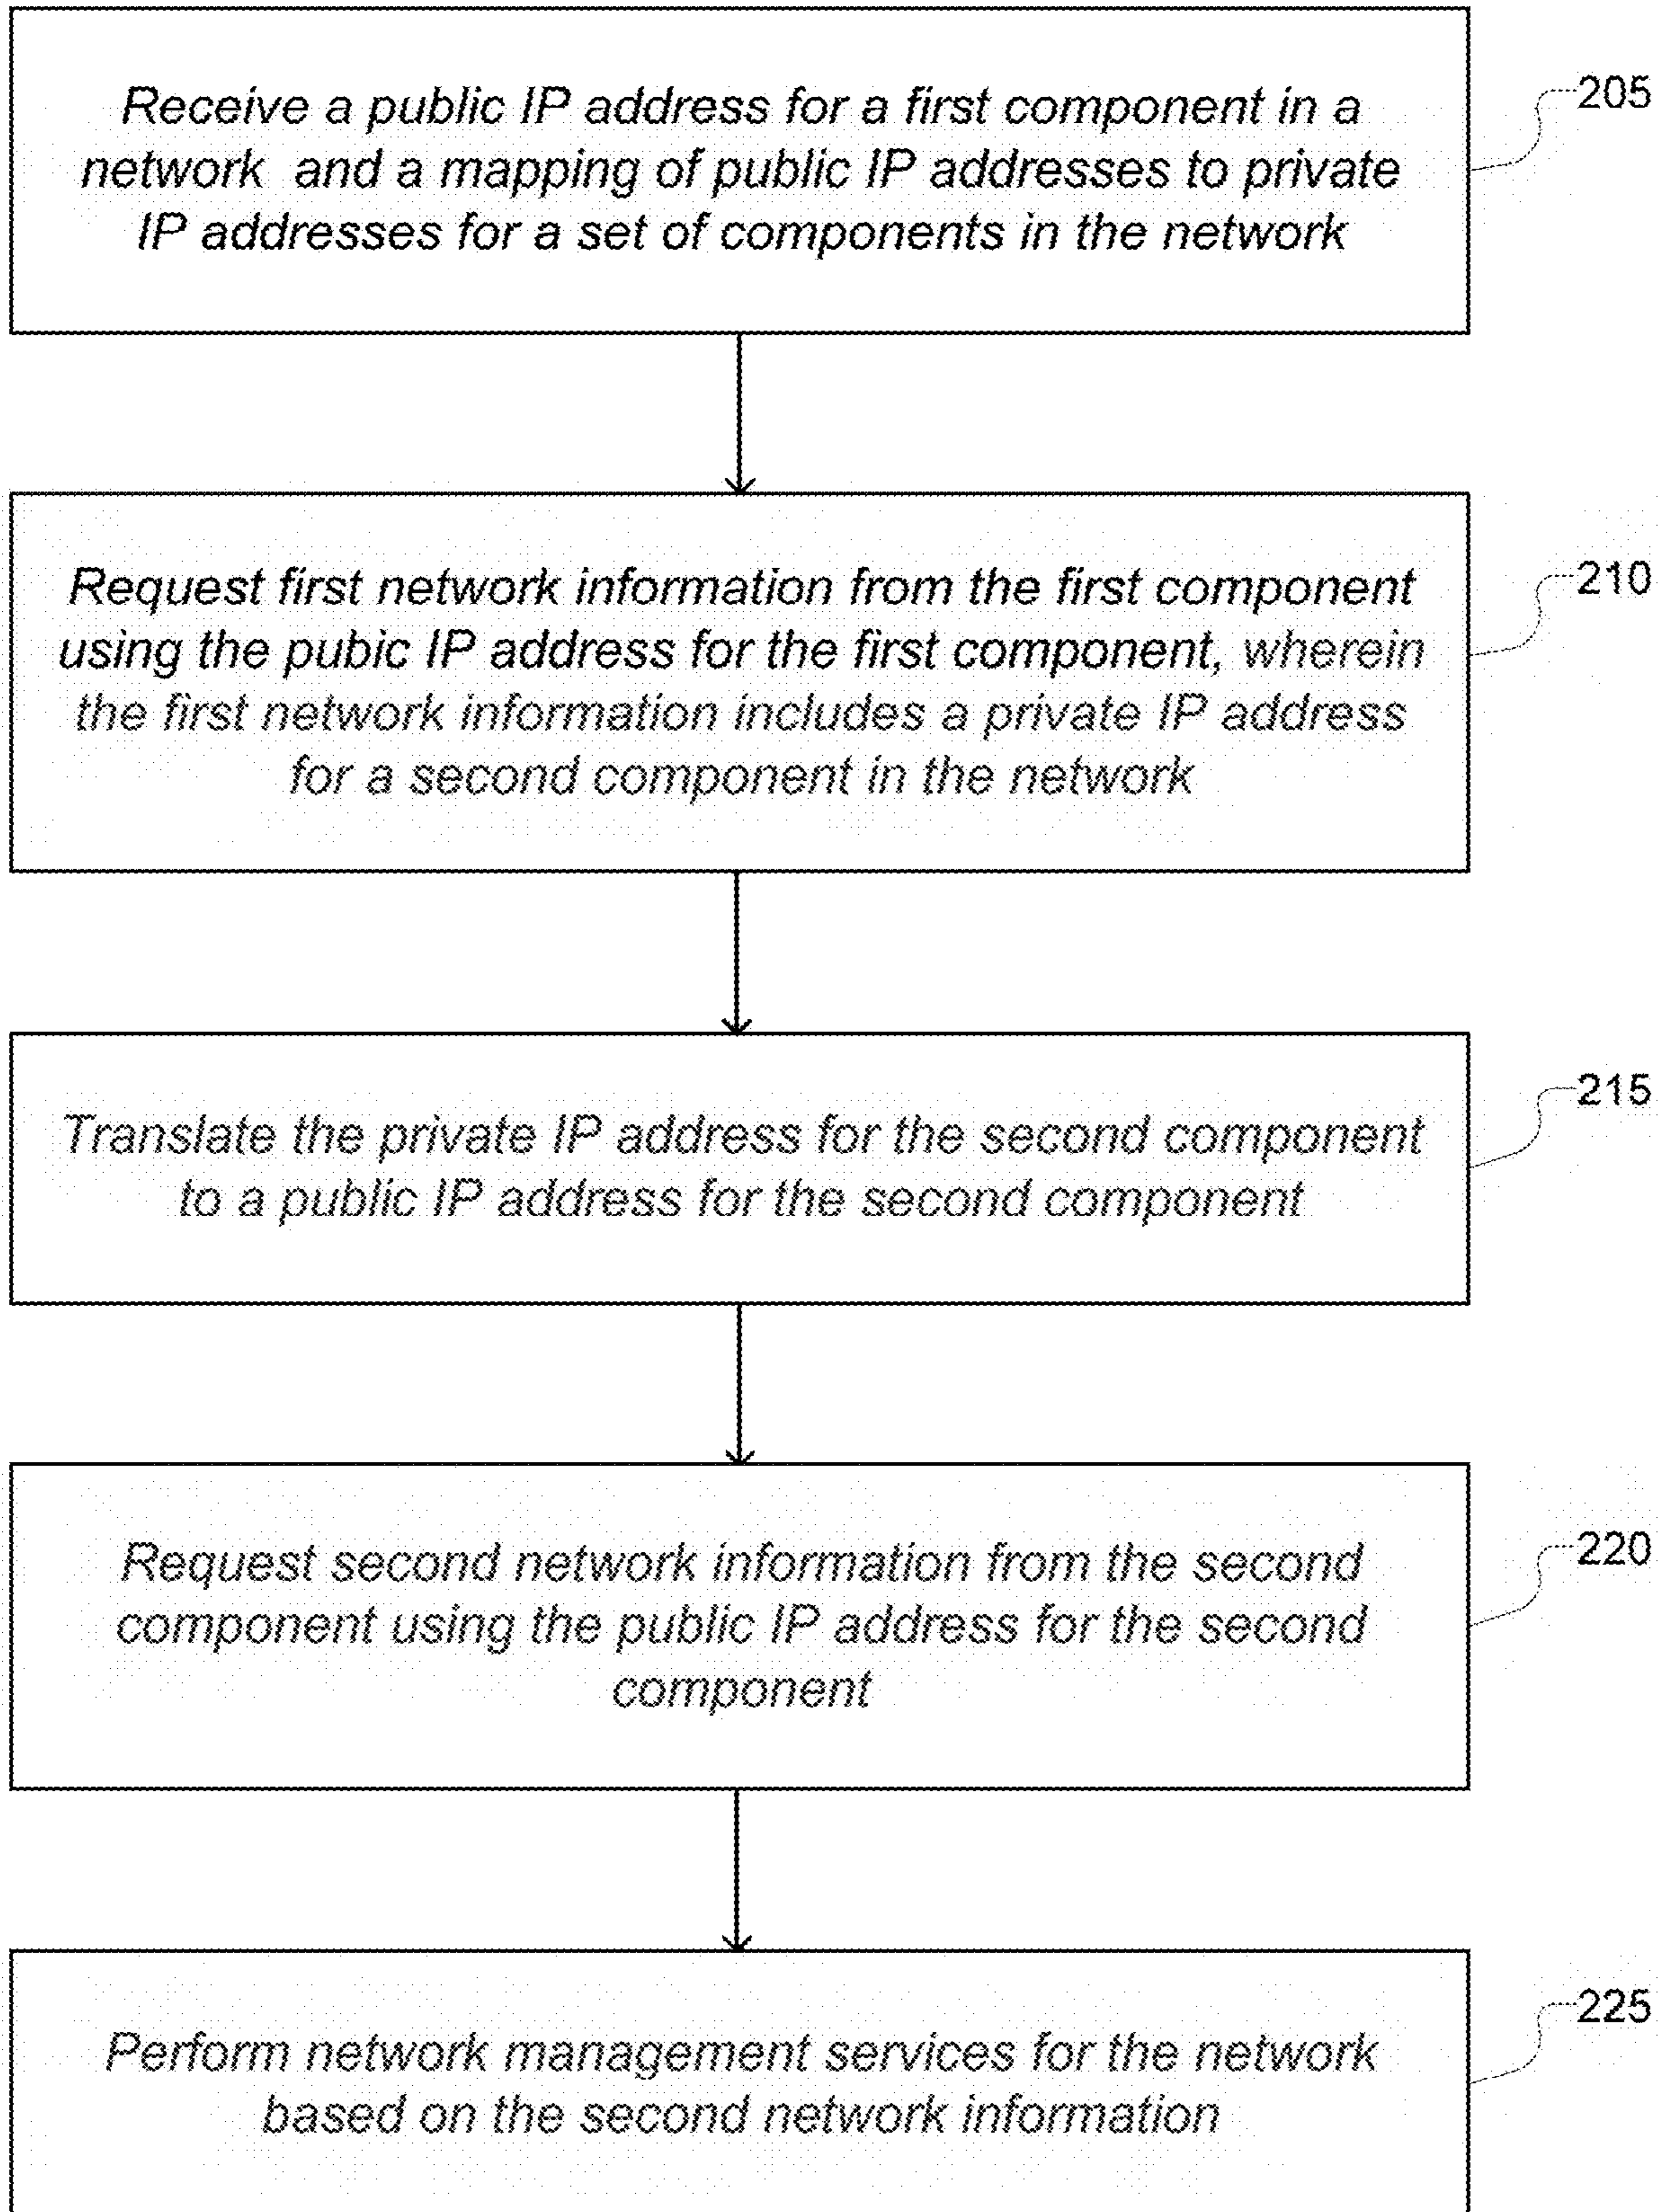 Receive a public IP address for a first component in a
network and a mapping of public IP addresses to private
IP addresses for a set of components in the network
205
Request first network information from the first component
using the pubic IP address for the first component, wherein
the first network information includes a private IP address
for a second component in the network
210
Translate the private IP address for the second component
to a public IP address for the second component
215
Request second network information from the second
component using the public IP address for the second
component
220
Perform network management services for the network
based on the second network information
225